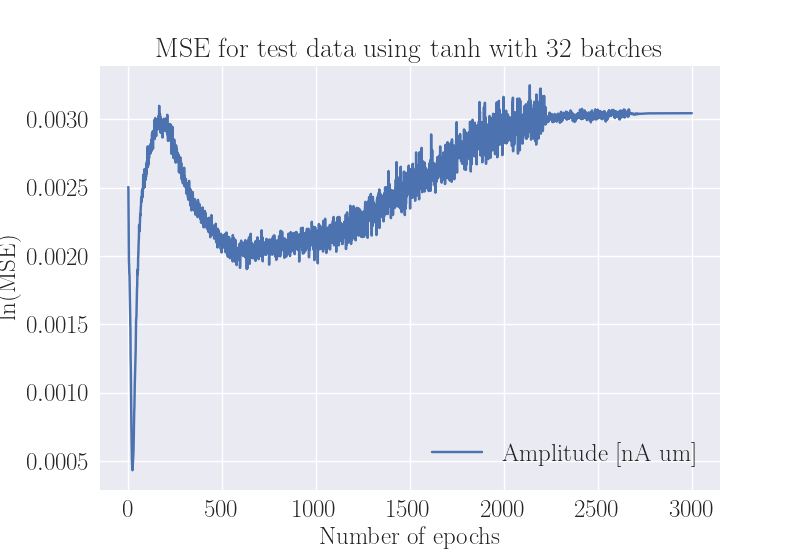 MSE for test data using tanh with 32 batches
ln(MSE)
0.0030
0.0025
0.0020
0.0015
0.0010
0.0005
Amplitude [nA um]
0 500 1000 1500 2000 2500 3000
Number of epochs